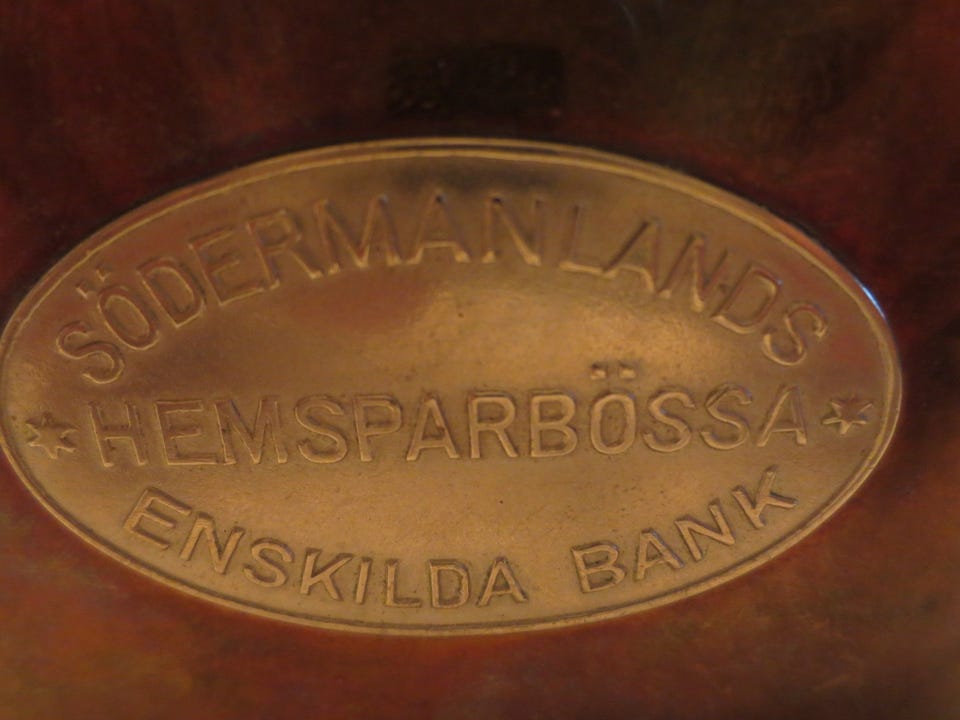 SÖDERMANLANDS
* HEMSPARBÖSSA *
ENSKILDA BANK